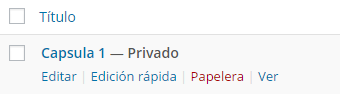 Título
Capsula 1 — Privado
Editar | Edición rápida | Papelera | Ver